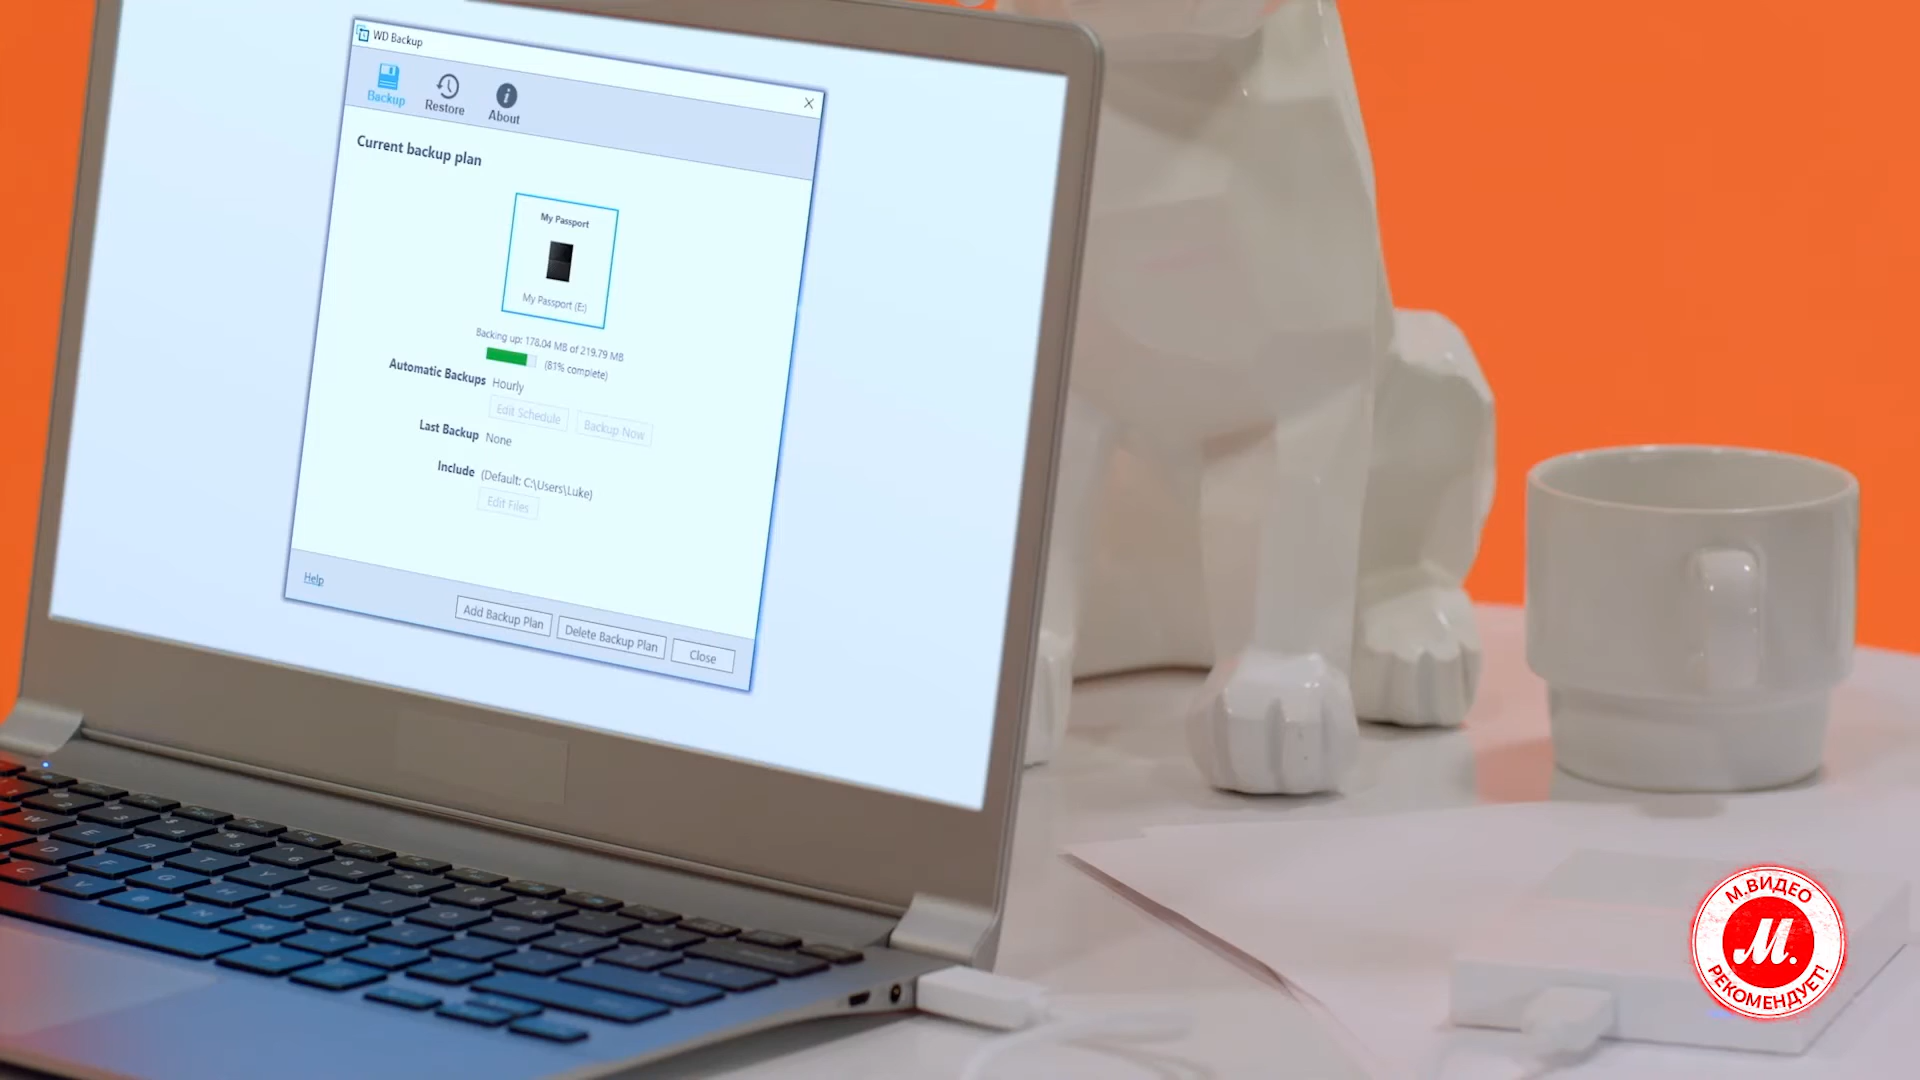 WD Backup
Backup
Restore
About
Current backup plan
My Passport
My Passport (E:)
Backing up: 178.04 MB of 219.79 MB
(81% complete)
Automatic Backups Hourly
Edit Schedule
Backup Now
Last Backup None
Include (Default: C:\Users\Luke)
Edit Files
Help
Add Backup Plan
Delete Backup Plan
Close
М.ВИДЕО
М.
РЕКОМЕНДУЕТ!